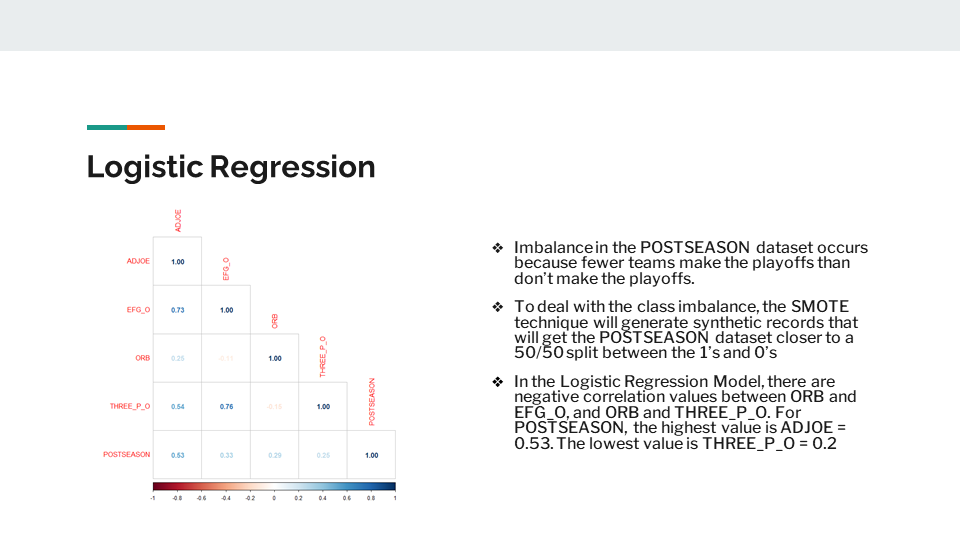 Logistic Regression
ADJOE
ADJOE 1.00 EFG_O
EFG_O 0.73 1.00 ORB
ORB 1.00 THREE_P_O
THREE_P_O 0.54 0.76 -0.15 1.00 POSTSEASON
POSTSEASON 0.53 0.33 0.29 0.25 1.00
-1 -0.8 -0.6 -0.4 -0.2 0 0.2 0.4 0.6 0.8 1
❖ Imbalance in the POSTSEASON dataset occurs
because fewer teams make the playoffs than
don’t make the playoffs.
❖ To deal with the class imbalance, the SMOTE
technique will generate synthetic records that
will get the POSTSEASON dataset closer to a
50/50 split between the 1’s and 0’s
❖ In the Logistic Regression Model, there are
negative correlation values between ORB and
EFG_O, and ORB and THREE_P_O. For
POSTSEASON, the highest value is ADJOE =
0.53. The lowest value is THREE_P_O = 0.2